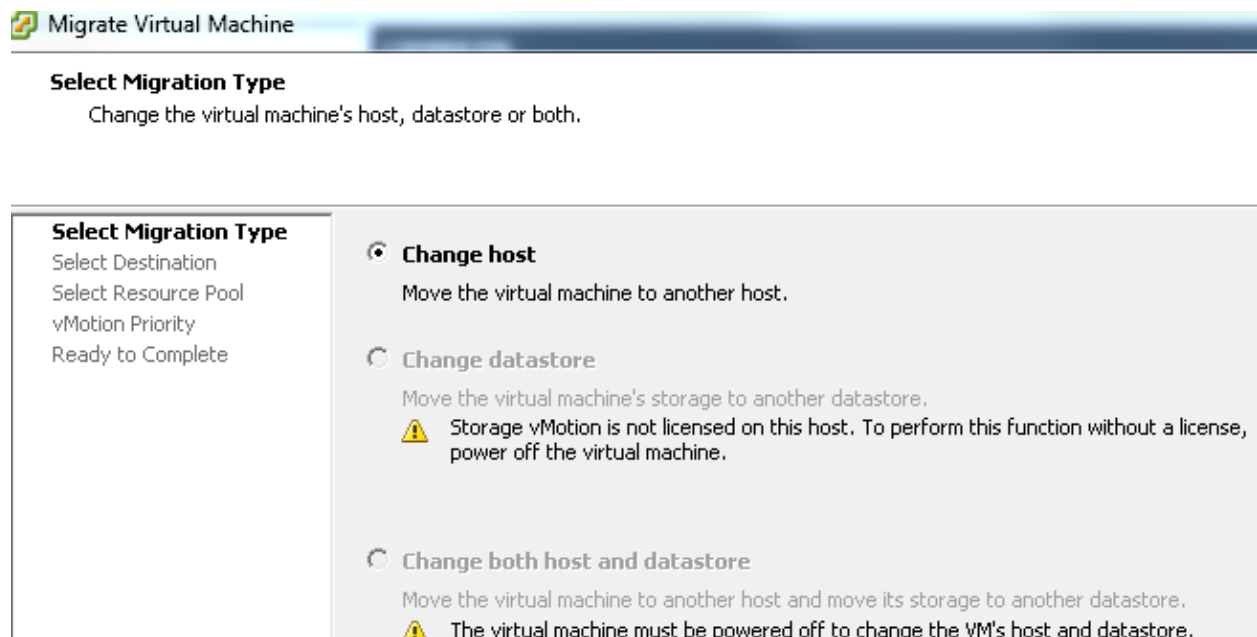 Migrate Virtual Machine
Select Migration Type
Change the virtual machine's host, datastore or both.
Select Migration Type
Select Destination
Select Resource Pool
vMotion Priority
Ready to Complete
Change host
Move the virtual machine to another host.
Change datastore
Move the virtual machine's storage to another datastore.
Storage vMotion is not licensed on this host. To perform this function without a license,
power off the virtual machine.
Change both host and datastore
Move the virtual machine to another host and move its storage to another datastore.
The virtual machine must be powered off to change the VM's host and datastore.